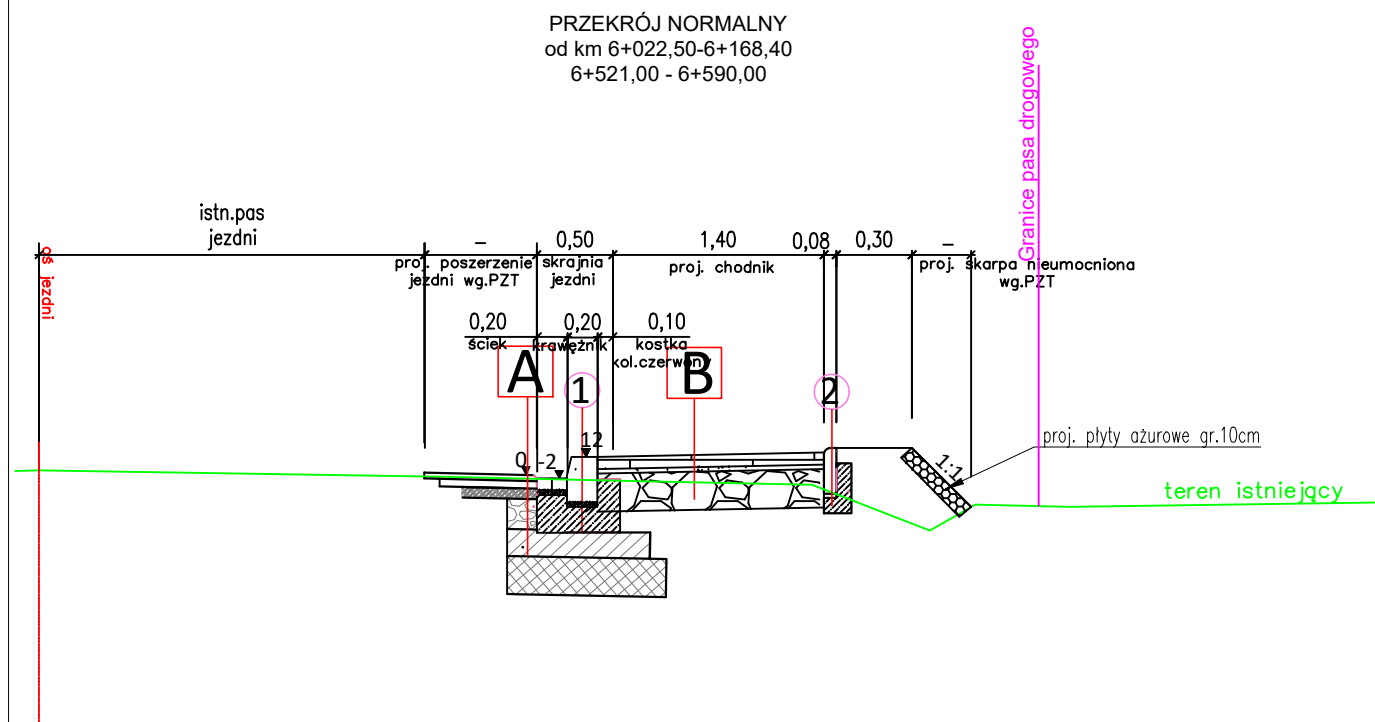 PRZEKRÓJ NORMALNY
od km 6+022,50-6+168,40
6+521,00 - 6+590,00
Granice pasa drogowego
istn.pas
jezdni
oś jezdni
–
proj. poszerzenie
jezdni wg.PZT
0,50
skrajnia
jezdni
1,40
proj. chodnik
0,08
0,30
–
proj. skarpa nieumocniona
wg.PZT
0,20
ściek
0,20
krawężnik
0,10
kostka
kol.czerwony
A
1
B
2
0
-2
12
1:1
proj. płyty ażurowe gr.10cm
teren istniejący